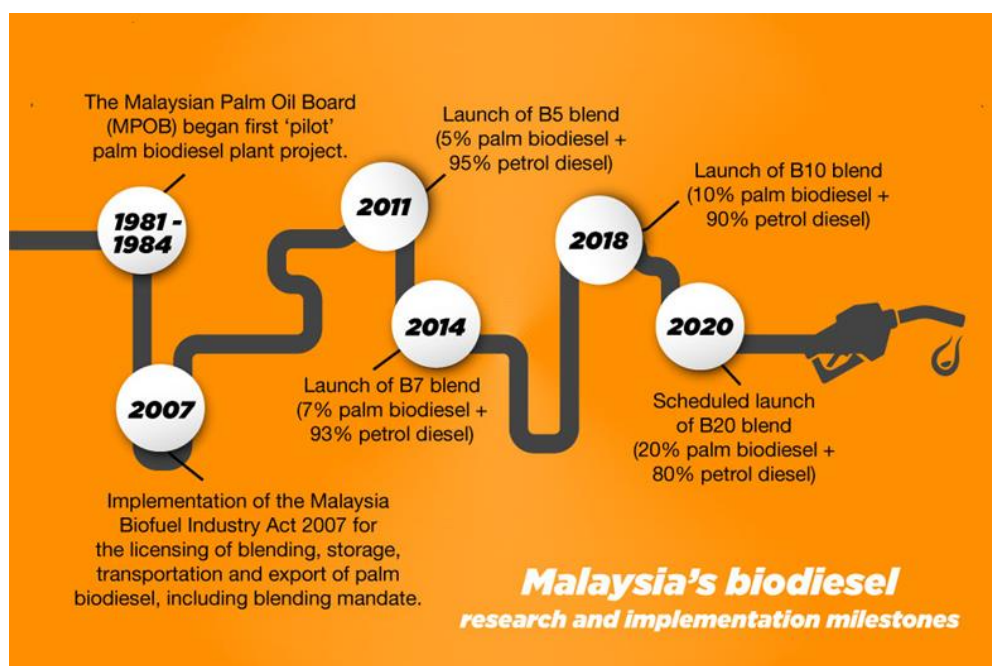 The Malaysian Palm Oil Board
(MPOB) began first ‘pilot’
palm biodiesel plant project.
1981 -
1984
2007
Implementation of the Malaysia
Biofuel Industry Act 2007 for
the licensing of blending, storage,
transportation and export of palm
biodiesel, including blending mandate.
Launch of B5 blend
(5% palm biodiesel +
95% petrol diesel)
2011
2014
Launch of B7 blend
(7% palm biodiesel +
93% petrol diesel)
Launch of B10 blend
(10% palm biodiesel +
90% petrol diesel)
2018
2020
Scheduled launch
of B20 blend
(20% palm biodiesel +
80% petrol diesel)
Malaysia’s biodiesel
research and implementation milestones